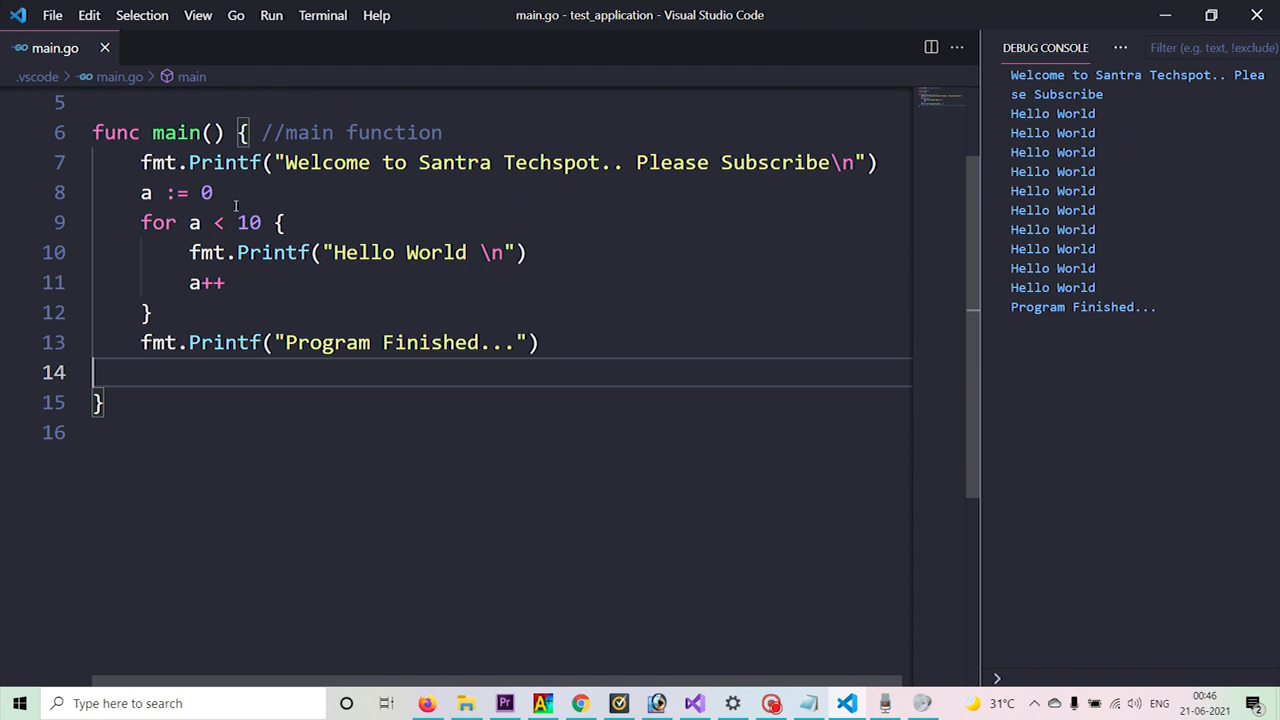 File Edit Selection View Go Run Terminal Help main.go - test_application - Visual Studio Code
main.go
.vscode > main.go > main
5
6 func main() { //main function
7 fmt.Printf("Welcome to Santra Techspot.. Please Subscribe\n")
8 a := 0
9 for a < 10 {
10 fmt.Printf("Hello World \n")
11 a++
12 }
13 fmt.Printf("Program Finished...")
14
15 }
16
DEBUG CONSOLE Filter (e.g. text, !exclude)
Welcome to Santra Techspot.. Plea
se Subscribe
Hello World
Hello World
Hello World
Hello World
Hello World
Hello World
Hello World
Hello World
Hello World
Hello World
Program Finished...
Type here to search 31°C ENG 00:46
21-06-2021 2